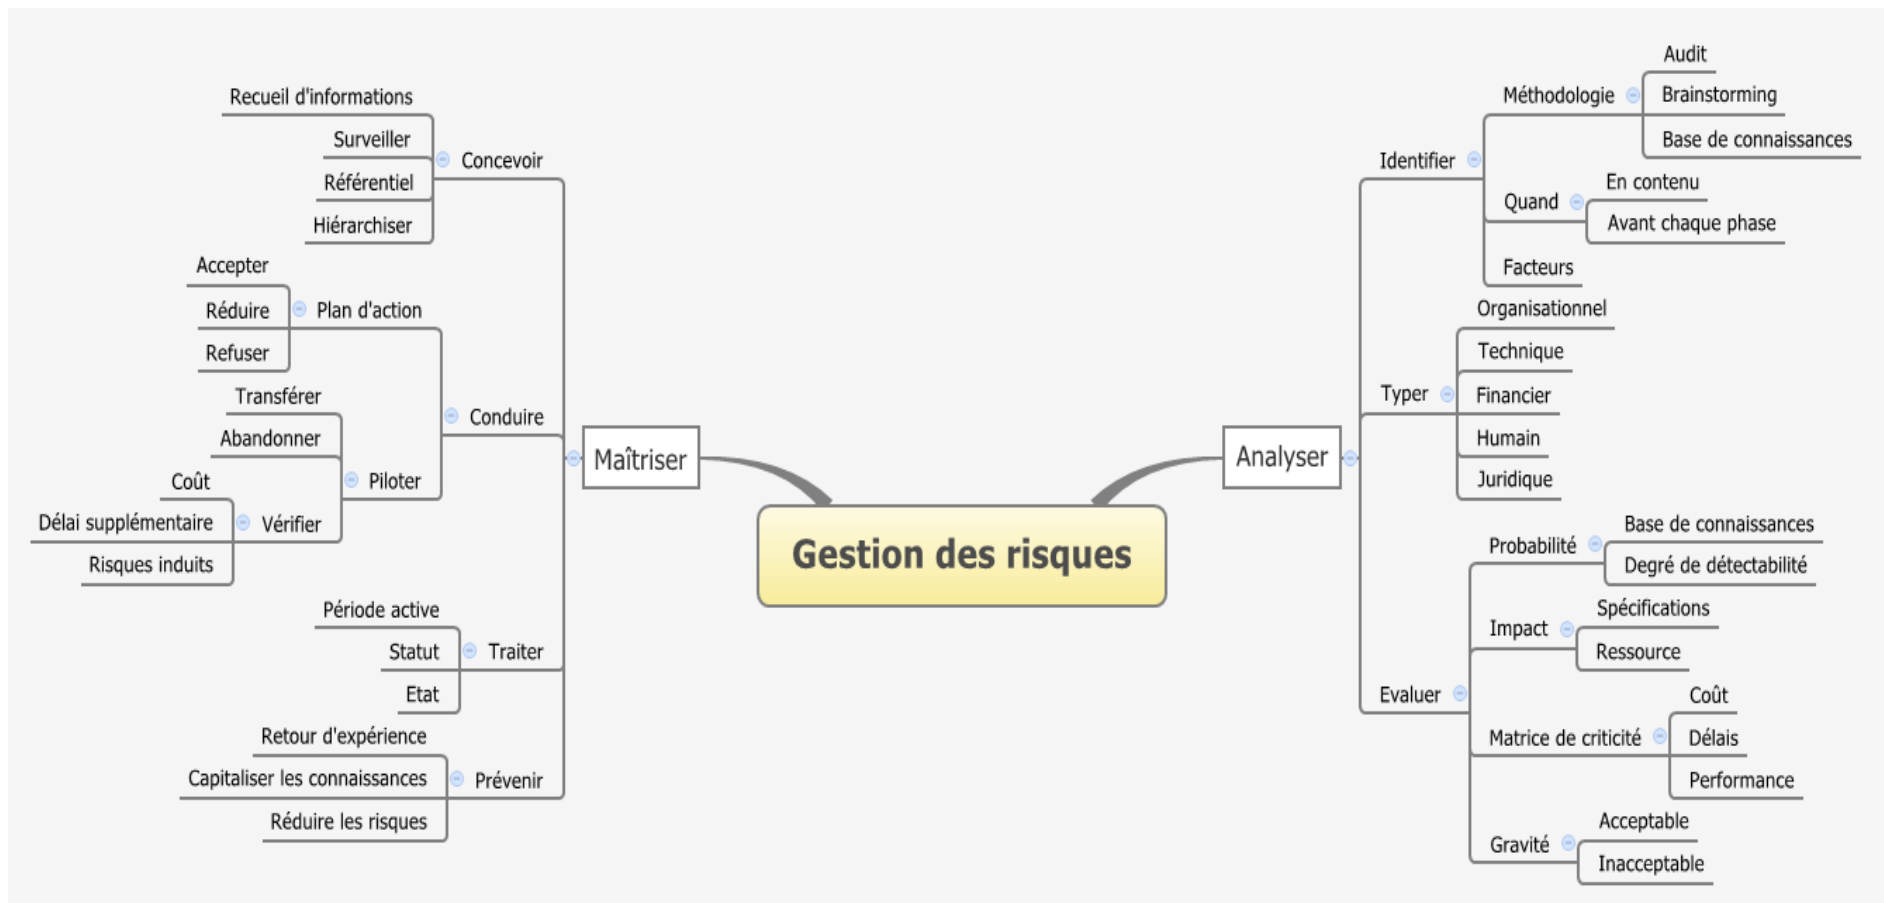 Gestion des risques
Maîtriser
Concevoir
Recueil d'informations
Surveiller
Référentiel
Hiérarchiser
Conduire
Plan d'action
Accepter
Réduire
Refuser
Piloter
Transférer
Abandonner
Vérifier
Coût
Délai supplémentaire
Risques induits
Traiter
Période active
Statut
Etat
Prévenir
Retour d'expérience
Capitaliser les connaissances
Réduire les risques
Analyser
Identifier
Méthodologie
Audit
Brainstorming
Base de connaissances
Quand
En contenu
Avant chaque phase
Facteurs
Typer
Organisationnel
Technique
Financier
Humain
Juridique
Evaluer
Probabilité
Base de connaissances
Degré de détectabilité
Impact
Spécifications
Ressource
Matrice de criticité
Coût
Délais
Performance
Gravité
Acceptable
Inacceptable